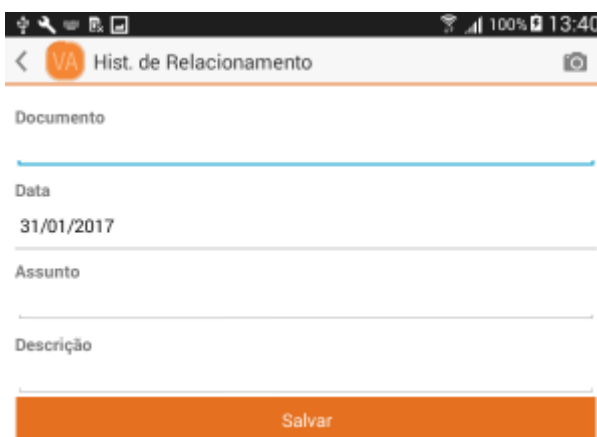 100% 13:40
VA Hist. de Relacionamento
Documento
Data
31/01/2017
Assunto
Descrição
Salvar